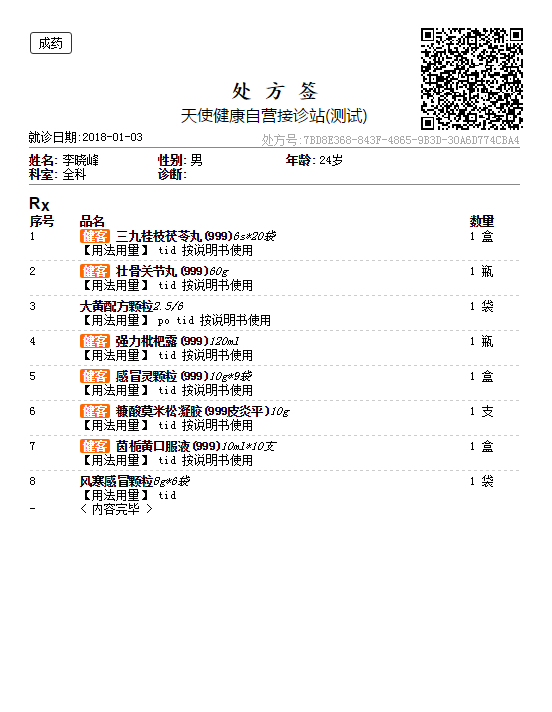 成药
处 方 签
天使健康自营接诊站(测试)
就诊日期:2018-01-03
处方号:7BD8E368-843F-4865-9B3D-30A6D774CBA4
姓名: 李晓峰 性别: 男 年龄: 24岁
科室: 全科 诊断:
Rx
序号 品名 数量
1 健客 三九桂枝茯苓丸(999)6s*20袋 1 盒
【用法用量】 tid 按说明书使用
2 健客 壮骨关节丸(999)60g 1 瓶
【用法用量】 tid 按说明书使用
3 大黄配方颗粒2.5/6 1 袋
【用法用量】 po tid 按说明书使用
4 健客 强力枇杷露(999)120ml 1 瓶
【用法用量】 tid 按说明书使用
5 健客 感冒灵颗粒(999)10g*9袋 1 盒
【用法用量】 tid 按说明书使用
6 健客 糠酸莫米松凝胶(999皮炎平)10g 1 支
【用法用量】 tid 按说明书使用
7 健客 茵栀黄口服液(999)10ml*10支 1 盒
【用法用量】 tid 按说明书使用
8 风寒感冒颗粒8g*6袋 1 袋
【用法用量】 tid
- < 内容完毕 >